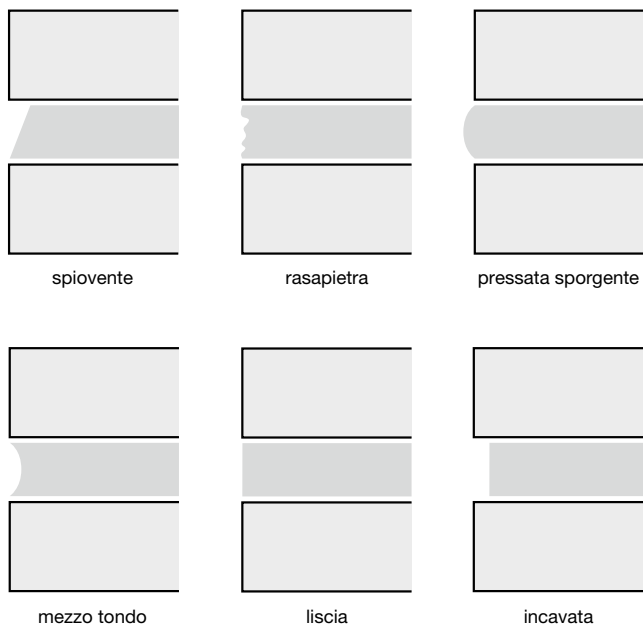 spiovente
rasapietra
pressata sporgente
mezzo tondo
liscia
incavata